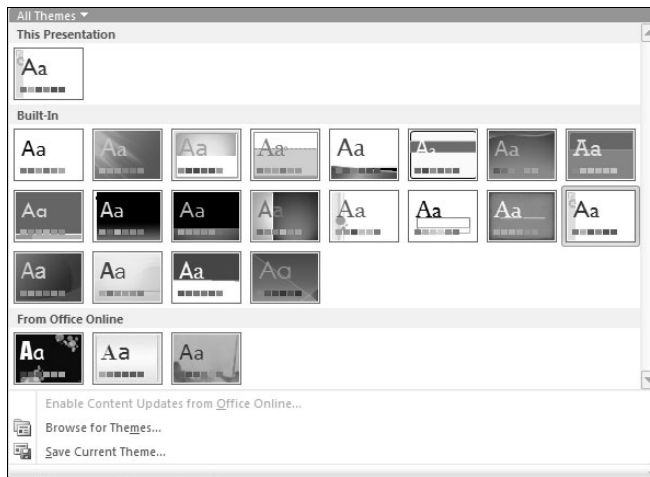 All Themes
This Presentation
Aa
Built-In
Aa Aa Aa Aa Aa Aa Aa Aa
Aa Aa Aa Aa Aa Aa Aa Aa
Aa Aa Aa Aa
From Office Online
Aa Aa Aa
Enable Content Updates from Office Online...
Browse for Themes...
Save Current Theme...